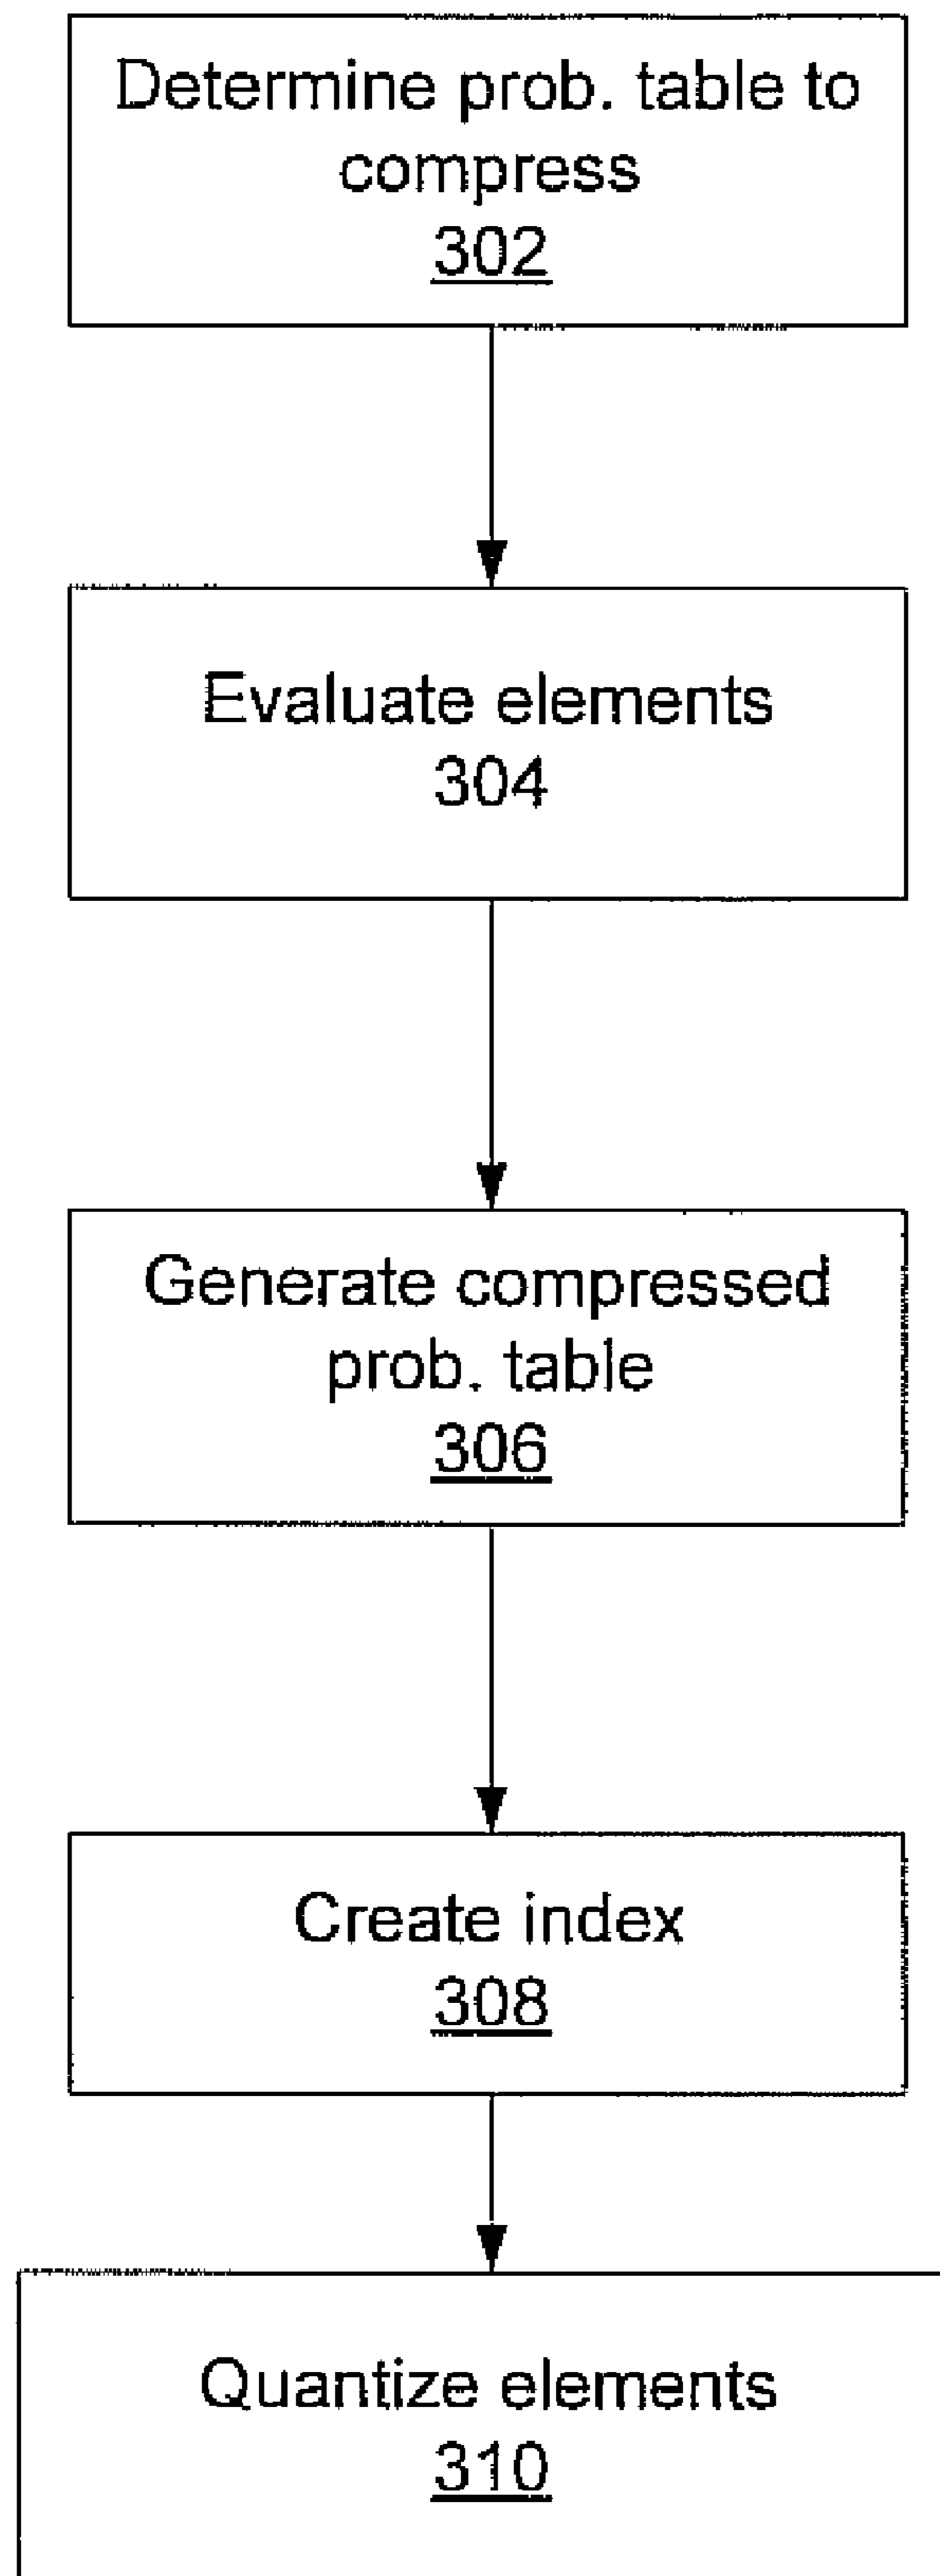 Determine prob. table to
compress
302
Evaluate elements
304
Generate compressed
prob. table
306
Create index
308
Quantize elements
310